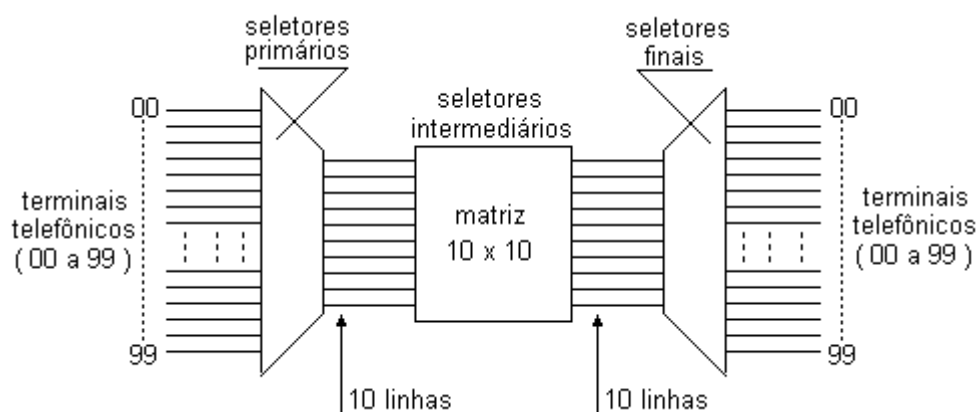 seletores
primários
seletores
finais
seletores
intermediários
00
00
terminais
telefônicos
( 00 a 99 )
matriz
10 x 10
terminais
telefônicos
( 00 a 99 )
99
99
10 linhas
10 linhas